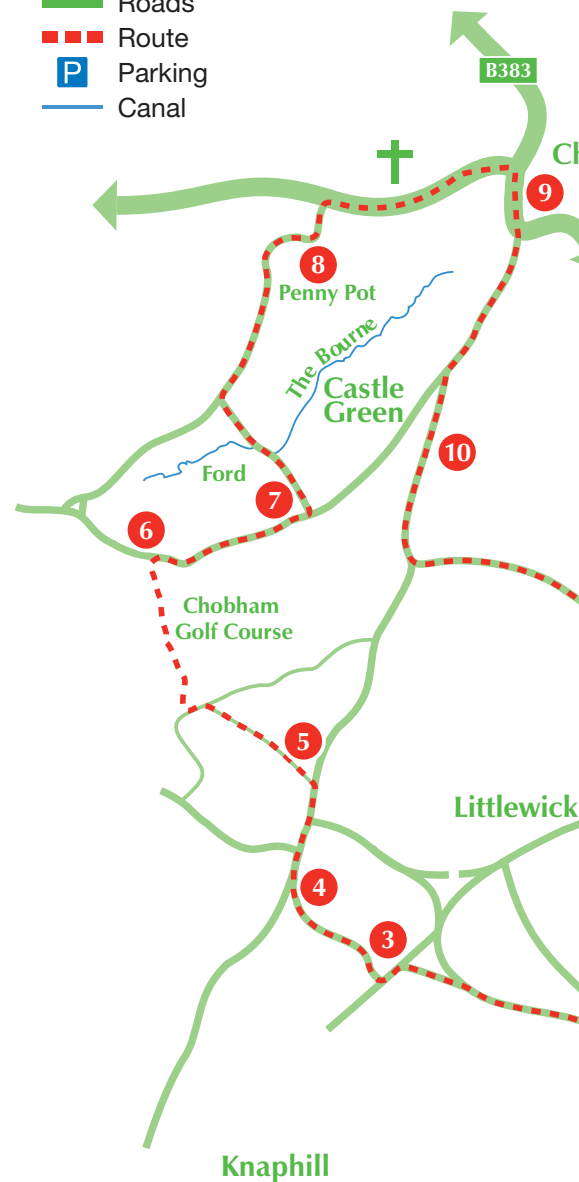 Roads
Route
P Parking
Canal
B383
9
8
Penny Pot
The Bourne
Castle
Green
10
Ford
7
6
Chobham
Golf Course
5
Littlewick
4
3
Knaphill